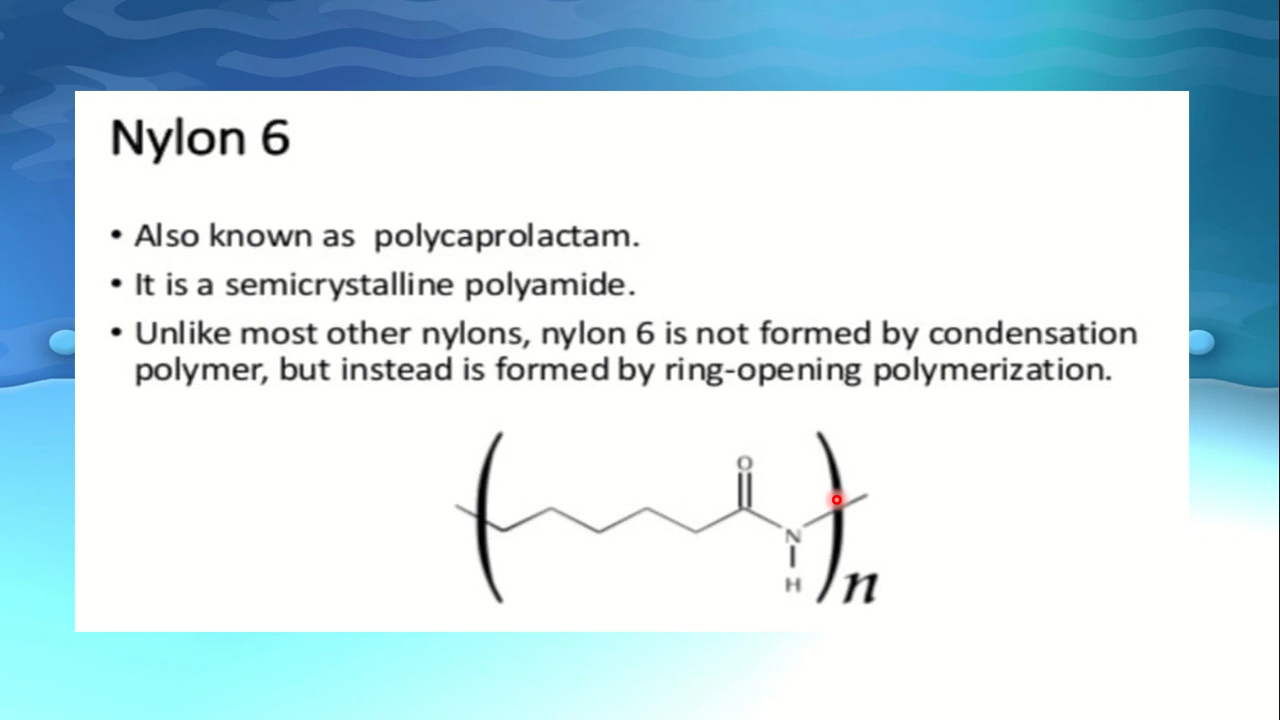 Nylon 6
• Also known as polycaprolactam.
• It is a semicrystalline polyamide.
• Unlike most other nylons, nylon 6 is not formed by condensation
polymer, but instead is formed by ring-opening polymerization.
O
N
H
n